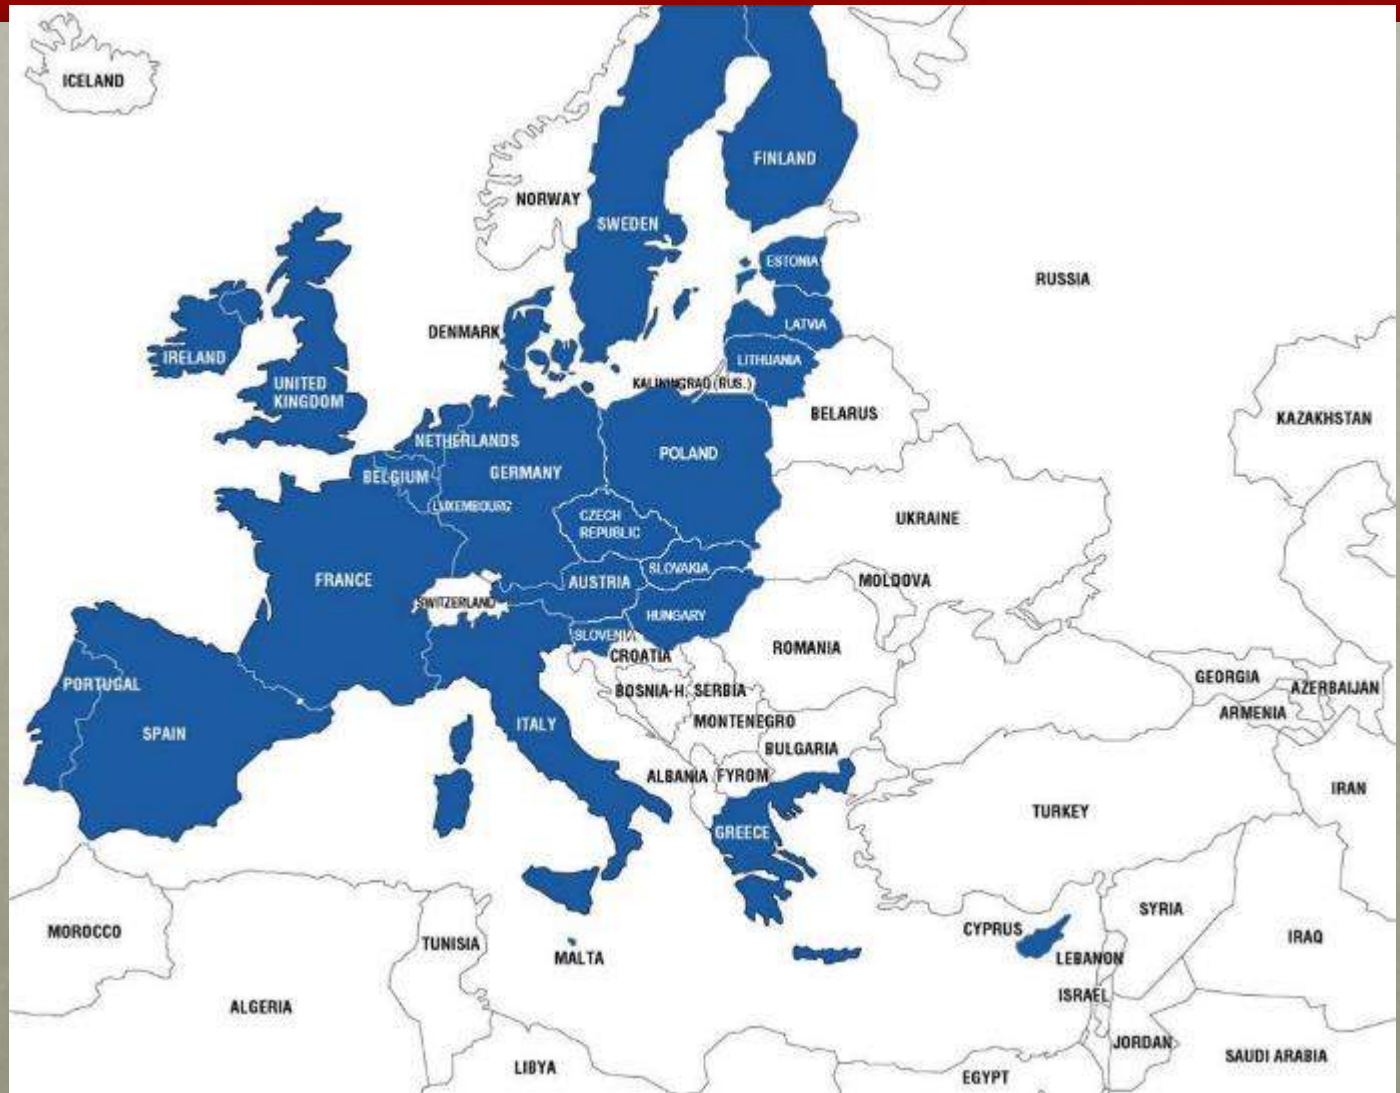 ICELAND
FINLAND
NORWAY
SWEDEN
ESTONIA
RUSSIA
LATVIA
DENMARK
IRELAND
LITHUANIA
KALININGRAD (RUS.)
UNITED
KINGDOM
BELARUS
KAZAKHSTAN
NETHERLANDS
POLAND
BELGIUM
GERMANY
LUXEMBOURG
CZECH
REPUBLIC
UKRAINE
SLOVAKIA
FRANCE
AUSTRIA
MOLDOVA
SWITZERLAND
HUNGARY
SLOVENIA
CROATIA
ROMANIA
GEORGIA
PORTUGAL
BOSNIA-H.
SERBIA
AZERBAIJAN
ARMENIA
SPAIN
ITALY
MONTENEGRO
BULGARIA
ALBANIA
FYROM
IRAN
TURKEY
GREECE
SYRIA
MOROCCO
CYPRUS
IRAQ
TUNISIA
MALTA
LEBANON
ISRAEL
ALGERIA
JORDAN
SAUDI ARABIA
LIBYA
EGYPT